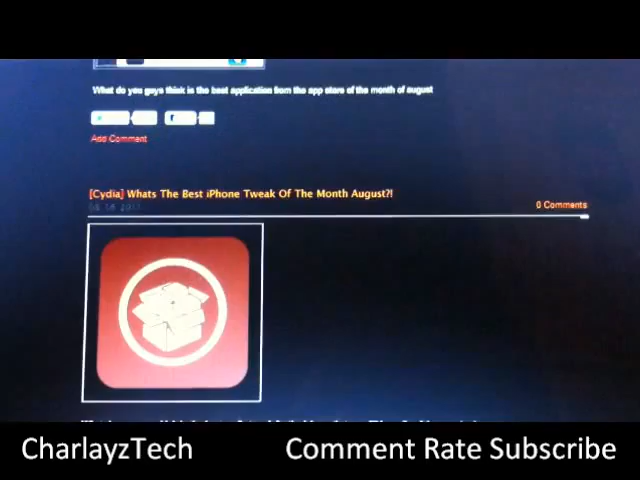 What do you guys think is the best application from the app store of the month of august
Add Comment
[Cydia] Whats The Best iPhone Tweak Of The Month August?!
0 Comments
CharlayzTech
Comment Rate Subscribe